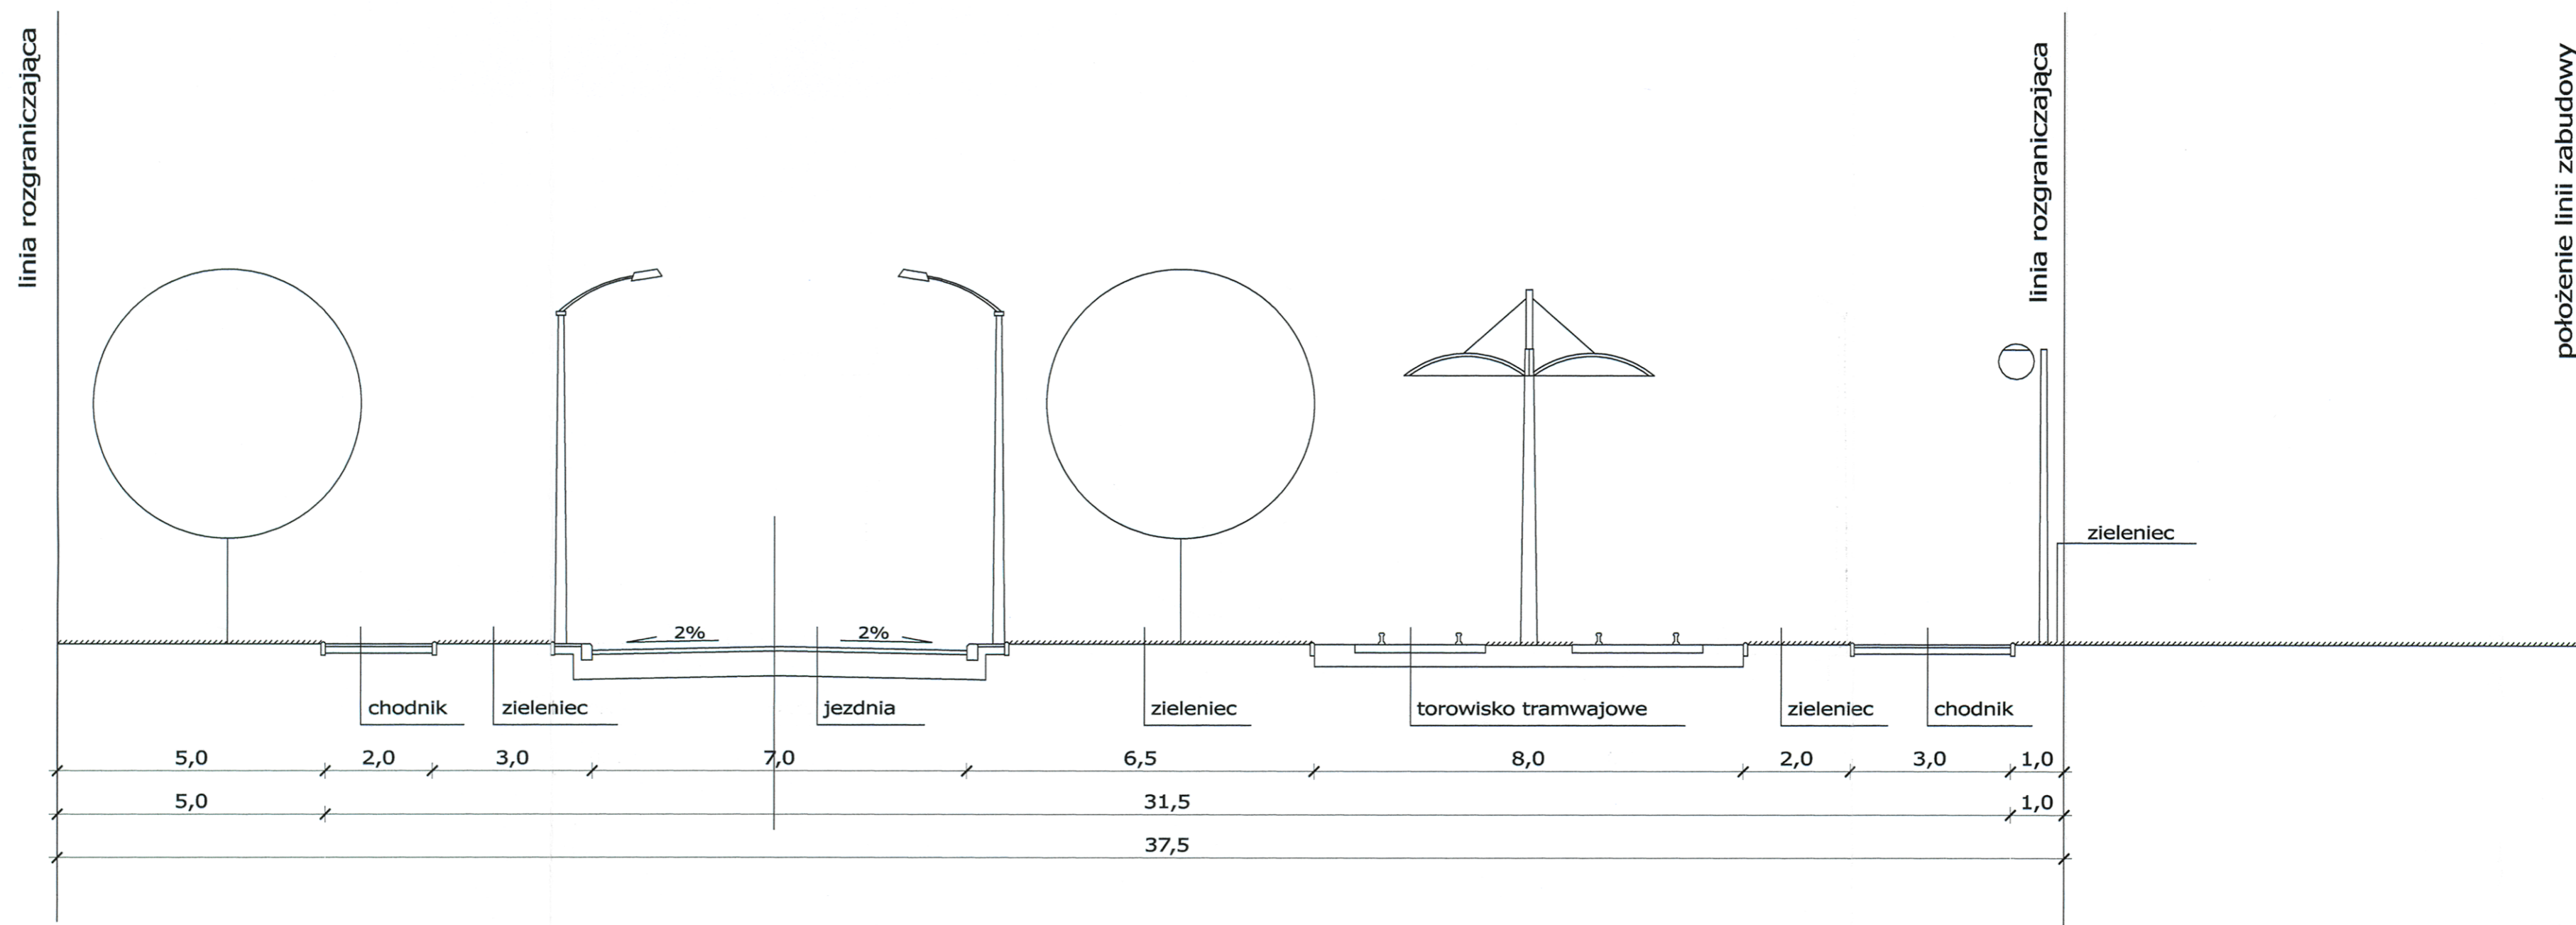 linia rozgraniczająca
linia rozgraniczająca
położenie linii zabudowy
zieleniec
2%
2%
chodnik
zieleniec
jezdnia
zieleniec
torowisko tramwajowe
zieleniec
chodnik
5,0
2,0
3,0
7,0
6,5
8,0
2,0
3,0
1,0
5,0
31,5
1,0
37,5